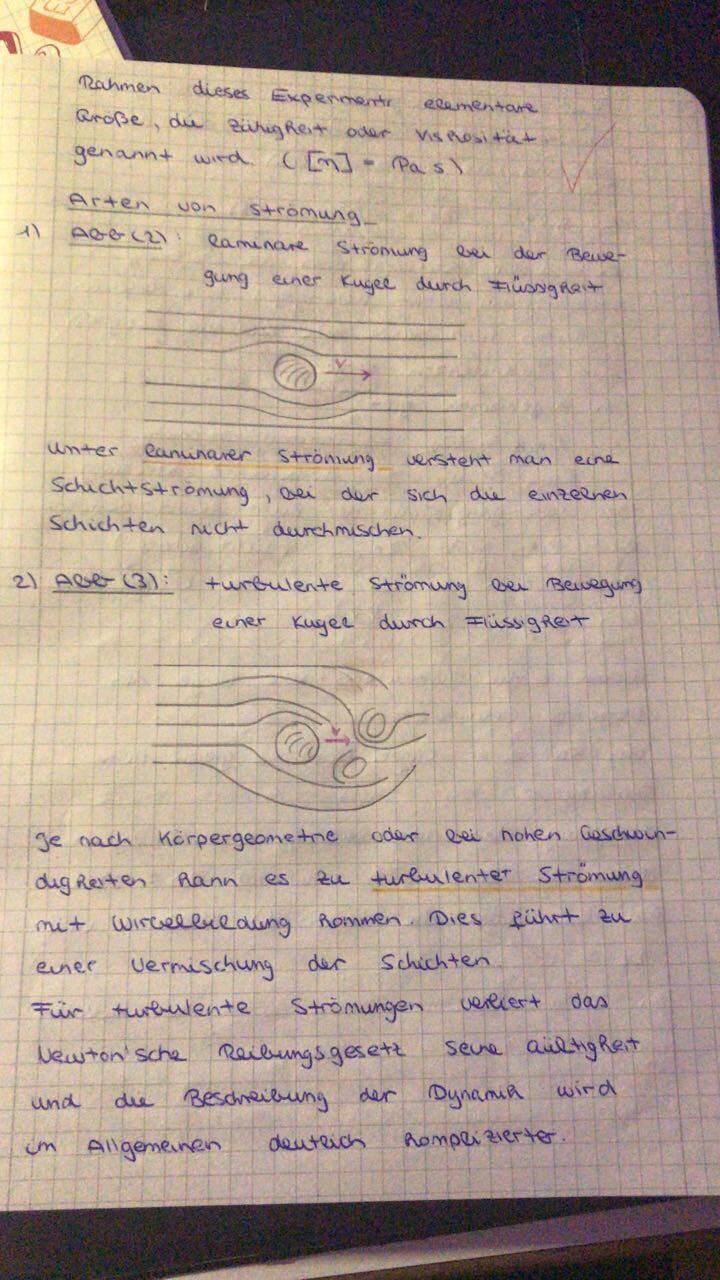 Rahmen dieses Experiments elementare
Größe, die Zähigkeit oder Viskosität
genannt wird. ([η] = Pa s)
Arten von Strömung
1) Abb (2): laminare Strömung bei der Bewe-
gung einer Kugel durch Flüssigkeit
v
Unter laminarer Strömung versteht man eine
Schichtströmung, bei der sich die einzelnen
Schichten nicht durchmischen.
2) Abb (3): turbulente Strömung bei Bewegung
einer Kugel durch Flüssigkeit
v
Je nach Körpergeometrie oder bei hohen Geschwin-
digkeiten kann es zu turbulenter Strömung
mit Wirbelbildung kommen. Dies führt zu
einer Vermischung der Schichten
Für turbulente Strömungen verliert das
Newton'sche Reibungsgesetz seine Gültigkeit
und die Beschreibung der Dynamik wird
im Allgemeinen deutlich komplizierter.